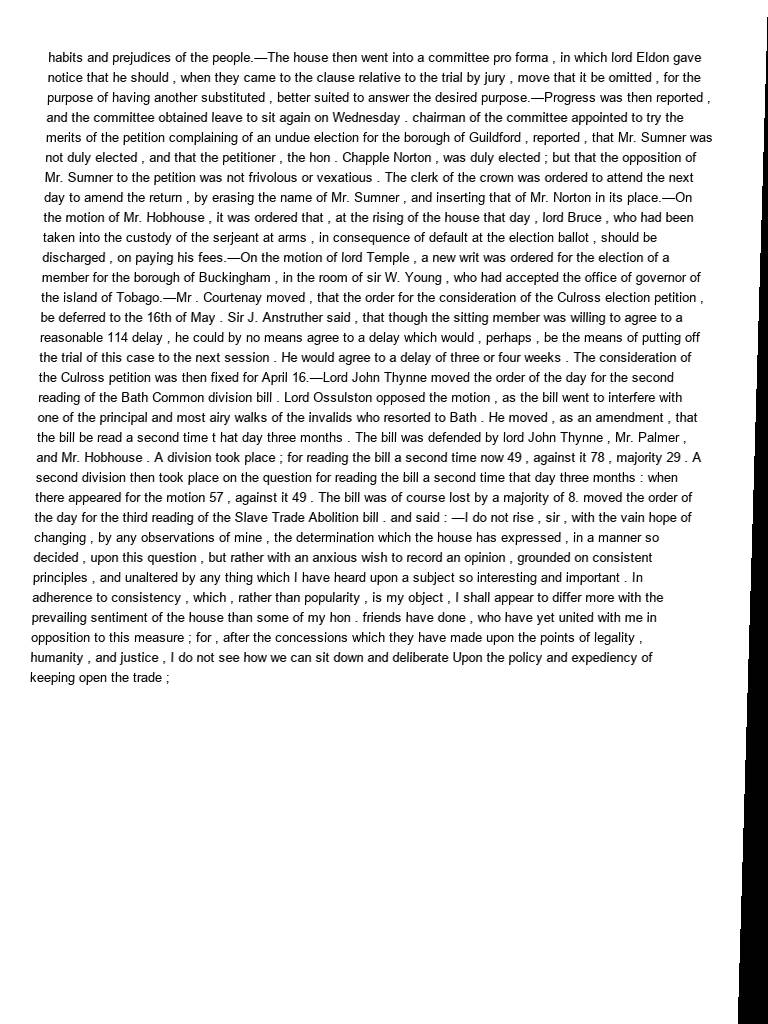 habits and prejudices of the people.—The house then went into a committee pro forma , in which lord Eldon gave
notice that he should , when they came to the clause relative to the trial by jury , move that it be omitted , for the
purpose of having another substituted , better suited to answer the desired purpose.—Progress was then reported ,
and the committee obtained leave to sit again on Wednesday . chairman of the committee appointed to try the
merits of the petition complaining of an undue election for the borough of Guildford , reported , that Mr. Sumner was
not duly elected , and that the petitioner , the hon . Chapple Norton , was duly elected ; but that the opposition of
Mr. Sumner to the petition was not frivolous or vexatious . The clerk of the crown was ordered to attend the next
day to amend the return , by erasing the name of Mr. Sumner , and inserting that of Mr. Norton in its place.—On
the motion of Mr. Hobhouse , it was ordered that , at the rising of the house that day , lord Bruce , who had been
taken into the custody of the serjeant at arms , in consequence of default at the election ballot , should be
discharged , on paying his fees.—On the motion of lord Temple , a new writ was ordered for the election of a
member for the borough of Buckingham , in the room of sir W. Young , who had accepted the office of governor of
the island of Tobago.—Mr . Courtenay moved , that the order for the consideration of the Culross election petition ,
be deferred to the 16th of May . Sir J. Anstruther said , that though the sitting member was willing to agree to a
reasonable 114 delay , he could by no means agree to a delay which would , perhaps , be the means of putting off
the trial of this case to the next session . He would agree to a delay of three or four weeks . The consideration of
the Culross petition was then fixed for April 16.—Lord John Thynne moved the order of the day for the second
reading of the Bath Common division bill . Lord Ossulston opposed the motion , as the bill went to interfere with
one of the principal and most airy walks of the invalids who resorted to Bath . He moved , as an amendment , that
the bill be read a second time t hat day three months . The bill was defended by lord John Thynne , Mr. Palmer ,
and Mr. Hobhouse . A division took place ; for reading the bill a second time now 49 , against it 78 , majority 29 . A
second division then took place on the question for reading the bill a second time that day three months : when
there appeared for the motion 57 , against it 49 . The bill was of course lost by a majority of 8. moved the order of
the day for the third reading of the Slave Trade Abolition bill . and said : —I do not rise , sir , with the vain hope of
changing , by any observations of mine , the determination which the house has expressed , in a manner so
decided , upon this question , but rather with an anxious wish to record an opinion , grounded on consistent
principles , and unaltered by any thing which I have heard upon a subject so interesting and important . In
adherence to consistency , which , rather than popularity , is my object , I shall appear to differ more with the
prevailing sentiment of the house than some of my hon . friends have done , who have yet united with me in
opposition to this measure ; for , after the concessions which they have made upon the points of legality ,
humanity , and justice , I do not see how we can sit down and deliberate Upon the policy and expediency of
keeping open the trade ;